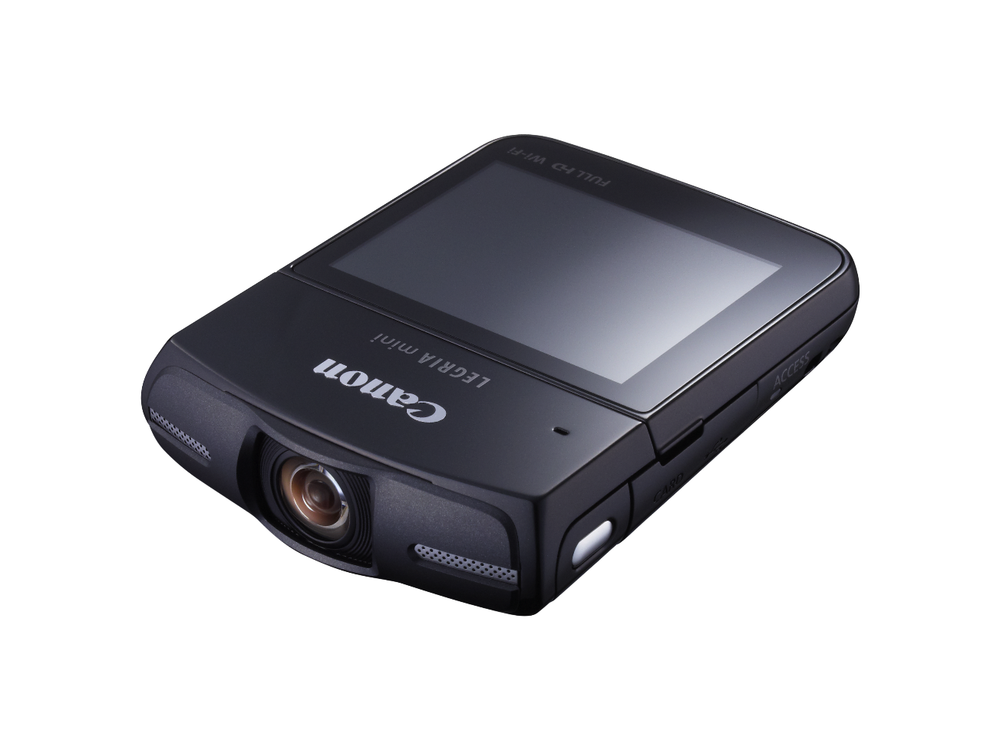 FULL HD Wi-Fi
LEGRIA mini
Canon
ACCESS
CARD